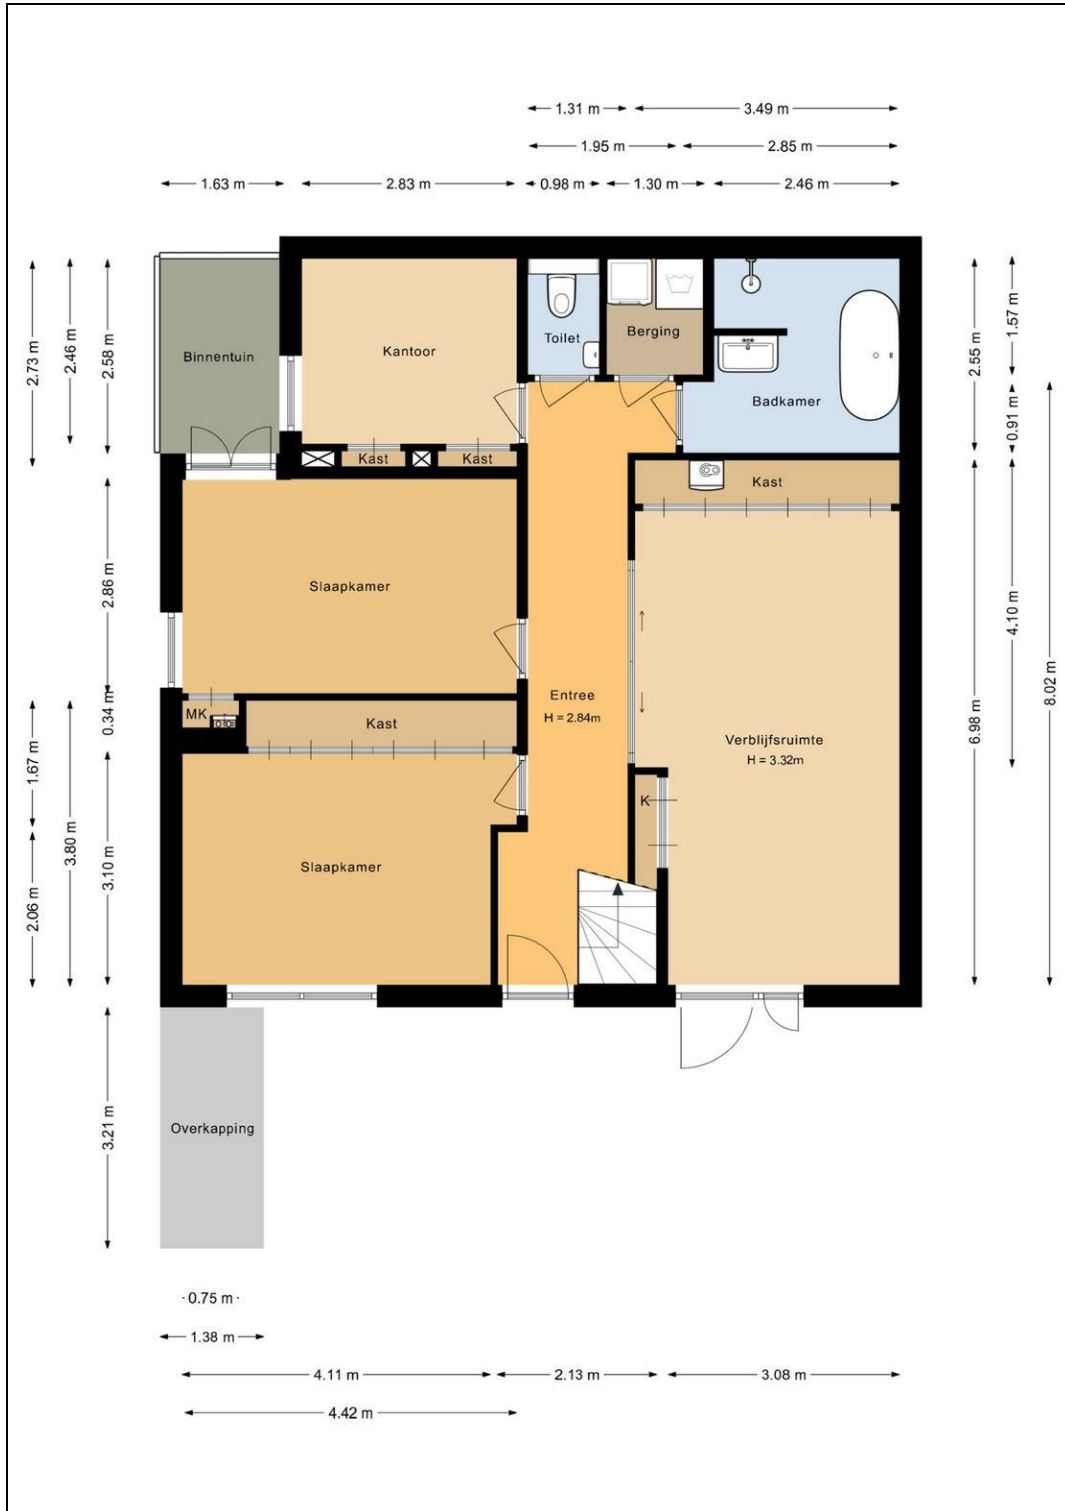 1.31 m
3.49 m
1.95 m
2.85 m
1.63 m
2.83 m
0.98 m
1.30 m
2.46 m
2.73 m
2.46 m
2.58 m
Binnentuin
Kantoor
Toilet
Berging
Badkamer
2.55 m
1.57 m
0.91 m
Kast
Kast
Kast
Slaapkamer
2.86 m
4.10 m
8.02 m
6.98 m
0.34 m
MK
Kast
Entree
H = 2.84m
Verblijfsruimte
H = 3.32m
1.67 m
3.80 m
3.10 m
2.06 m
K
Slaapkamer
3.21 m
Overkapping
0.75 m
1.38 m
4.11 m
2.13 m
3.08 m
4.42 m